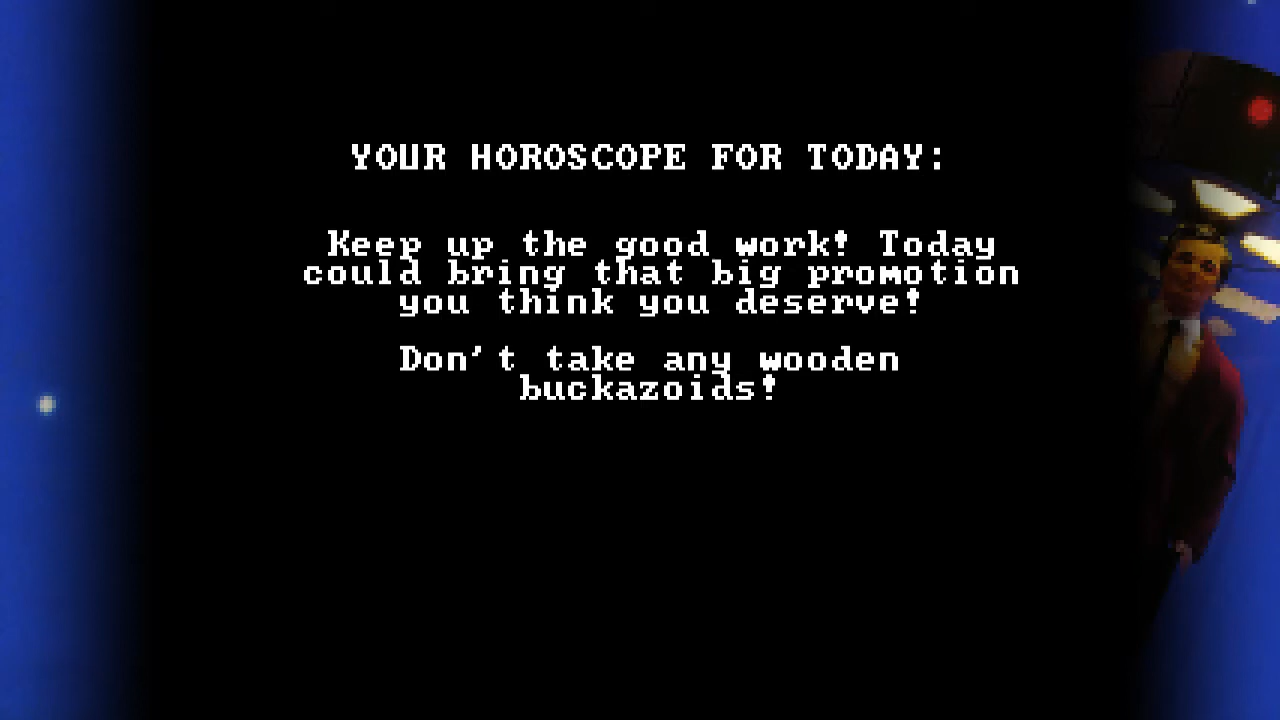 YOUR HOROSCOPE FOR TODAY:
Keep up the good work! Today
could bring that big promotion
you think you deserve!
Don't take any wooden
buckazoids!